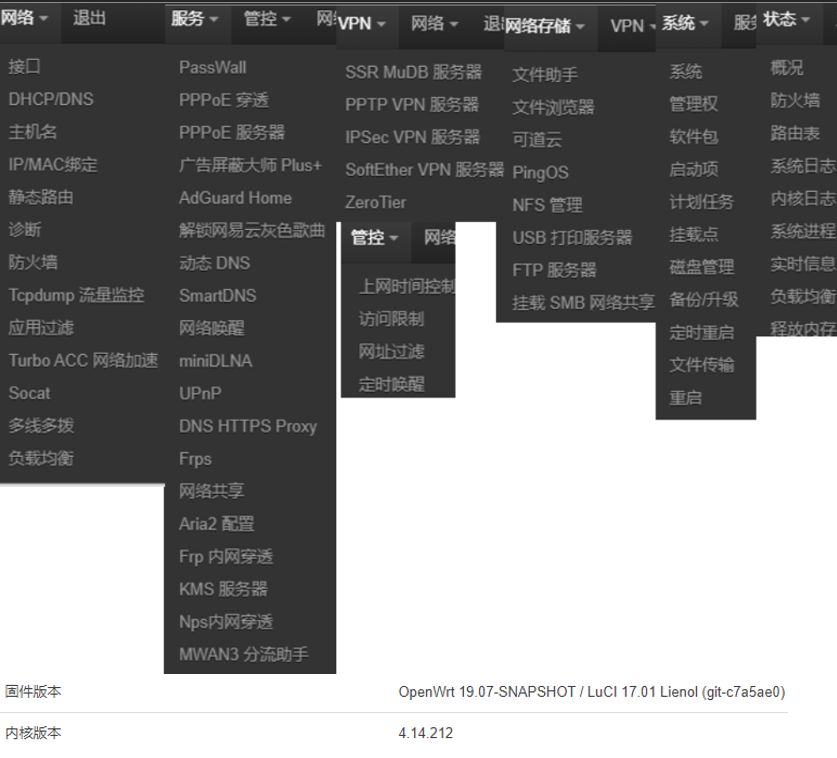 网络 退出
接口
DHCP/DNS
主机名
IP/MAC绑定
静态路由
诊断
防火墙
Tcpdump 流量监控
应用过滤
Turbo ACC 网络加速
Socat
多线多拨
负载均衡
服务 管控 网
PassWall
PPPoE 穿透
PPPoE 服务器
广告屏蔽大师 Plus+
AdGuard Home
解锁网易云灰色歌曲
动态 DNS
SmartDNS
网络唤醒
miniDLNA
UPnP
DNS HTTPS Proxy
Frps
网络共享
Aria2 配置
Frp 内网穿透
KMS 服务器
Nps内网穿透
MWAN3 分流助手
VPN 网络 退
SSR MuDB 服务器
PPTP VPN 服务器
IPSec VPN 服务器
SoftEther VPN 服务器
ZeroTier
管控 网络
上网时间控制
访问限制
网址过滤
定时唤醒
网络存储 VPN
文件助手
文件浏览器
可道云
PingOS
NFS 管理
USB 打印服务器
FTP 服务器
挂载 SMB 网络共享
系统 服
系统
管理权
软件包
启动项
计划任务
挂载点
磁盘管理
备份/升级
定时重启
文件传输
重启
状态
概况
防火墙
路由表
系统日志
内核日志
系统进程
实时信息
负载均衡
释放内存
固件版本 OpenWrt 19.07-SNAPSHOT / LuCI 17.01 Lienol (git-c7a5ae0)
内核版本 4.14.212